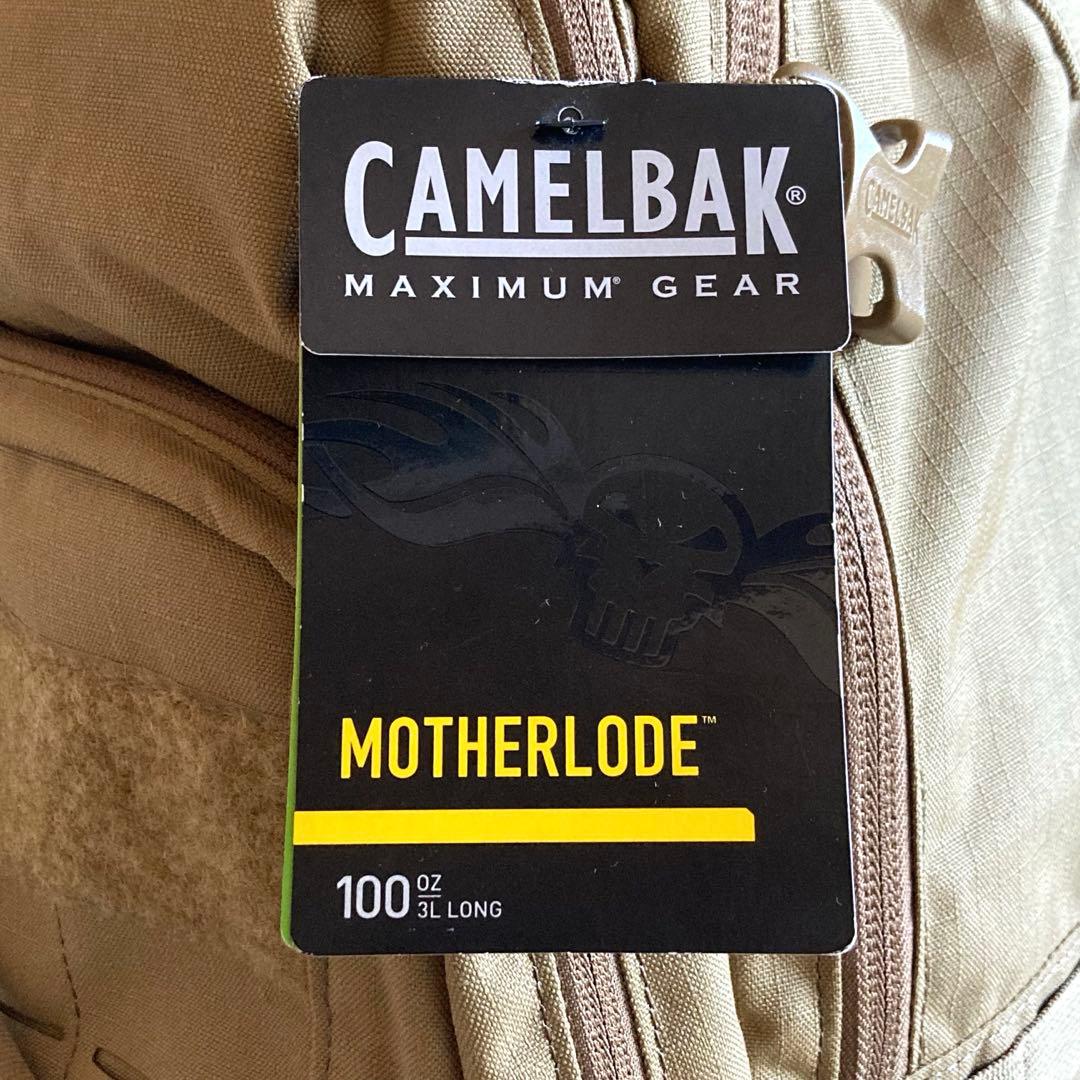 CAMELBAK®
MAXIMUM® GEAR
CAMELBAK
MOTHERLODE™
100 OZ
3L LONG